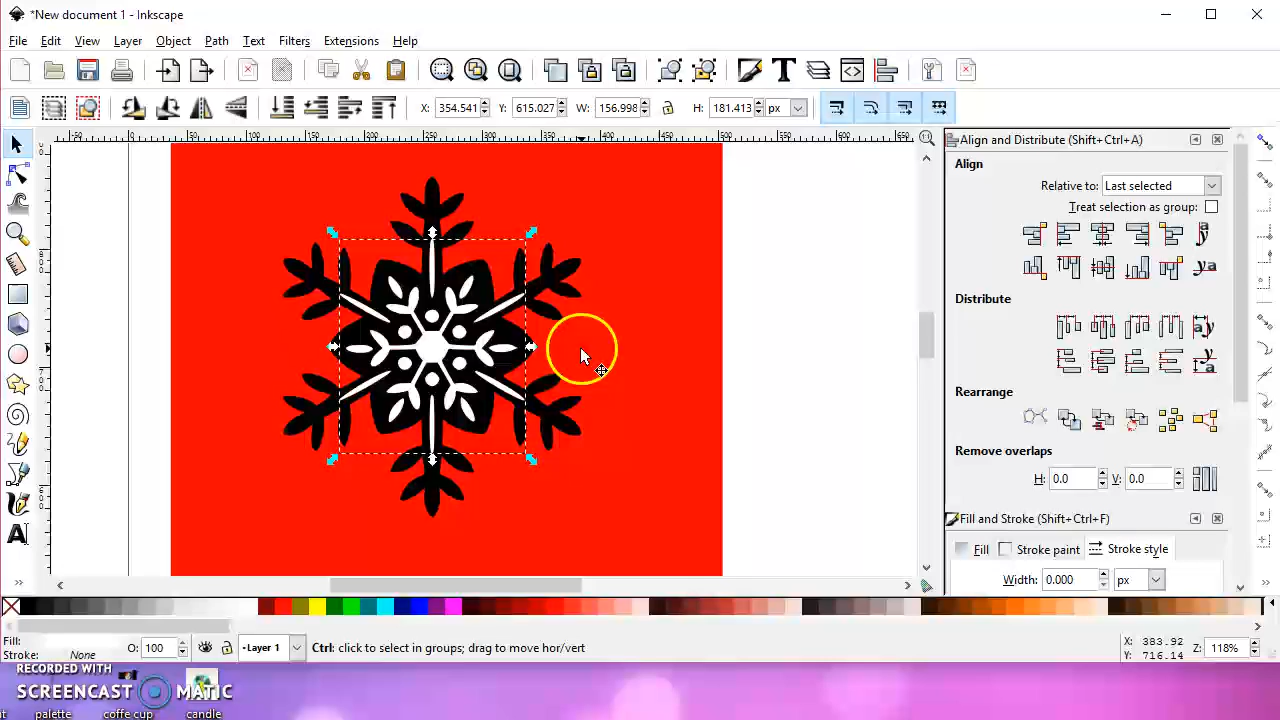 *New document 1 - Inkscape
File Edit View Layer Object Path Text Filters Extensions Help
X: 354.541 Y: 615.027 W: 156.998 H: 181.413 px
Align and Distribute (Shift+Ctrl+A)
Align
Relative to: Last selected
Treat selection as group:
Distribute
Rearrange
Remove overlaps
H: 0.0 V: 0.0
Fill and Stroke (Shift+Ctrl+F)
Fill Stroke paint Stroke style
Width: 0.000 px
Fill:
Stroke: None O: 100 Layer 1 Ctrl: click to select in groups; drag to move hor/vert
X: 383.92
Y: 716.14
Z: 118%
RECORDED WITH
SCREENCAST MATIC
palette coffe cup candle